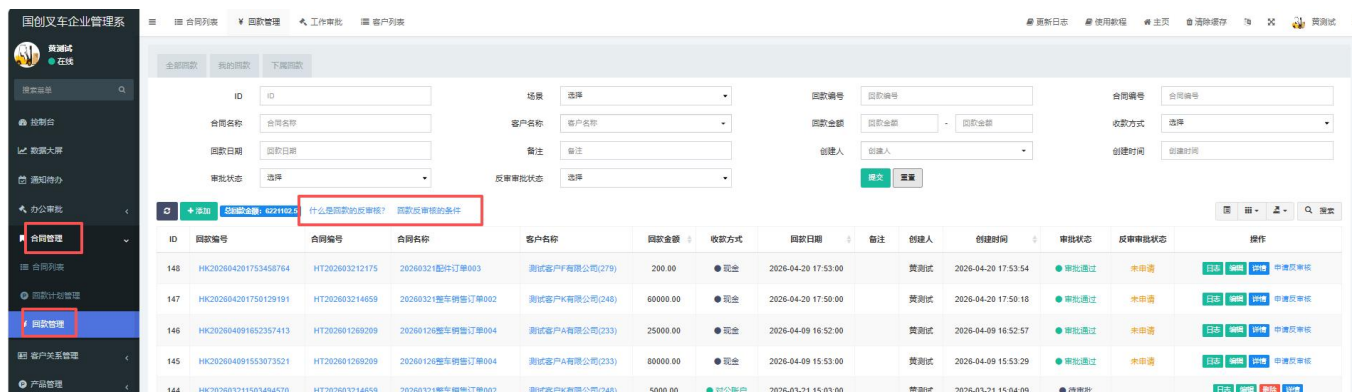 国创叉车企业管理系
合同列表 ¥ 回款管理 工作审批 客户列表 更新日志 使用教程 主页 清除缓存 黄测试
黄测试
在线
搜索菜单
控制台
数据大屏
通知待办
办公审批
合同管理
合同列表
回款计划管理
¥ 回款管理
客户关系管理
产品管理
全部回款 我的回款 下属回款
ID ID 场景 选择 回款编号 回款编号 合同编号 合同编号
合同名称 合同名称 客户名称 客户名称 回款金额 回款金额 - 回款金额 收款方式 选择
回款日期 回款日期 备注 备注 创建人 创建人 创建时间 创建时间
审批状态 选择 反审审批状态 选择 提交 重置
+添加 总回款金额: 6221102.5 什么是回款的反审核? 回款反审核的条件 搜索
ID 回款编号 合同编号 合同名称 客户名称 回款金额 收款方式 回款日期 备注 创建人 创建时间 审批状态 反审审批状态 操作
148 HK202604201753458764 HT202603212175 20260321配件订单003 测试客户F有限公司(279) 200.00 现金 2026-04-20 17:53:00 黄测试 2026-04-20 17:53:54 审批通过 未申请 日志 编辑 详情 申请反审核
147 HK202604201750129191 HT202603214659 20260321整车销售订单002 测试客户K有限公司(248) 60000.00 现金 2026-04-20 17:50:00 黄测试 2026-04-20 17:50:18 审批通过 未申请 日志 编辑 详情 申请反审核
146 HK202604091652357413 HT202601269209 20260126整车销售订单004 测试客户A有限公司(233) 25000.00 现金 2026-04-09 16:52:00 黄测试 2026-04-09 16:52:57 审批通过 未申请 日志 编辑 详情 申请反审核
145 HK202604091553073521 HT202601269209 20260126整车销售订单004 测试客户A有限公司(233) 80000.00 现金 2026-04-09 15:53:00 黄测试 2026-04-09 15:53:29 审批通过 未申请 日志 编辑 详情 申请反审核
144 HK202603211503494570 HT202603214659 20260321整车销售订单002 测试客户K有限公司(248) 5000.00 对公账户 2026-03-21 15:03:00 黄测试 2026-03-21 15:04:09 待审批 日志 编辑 删除 详情